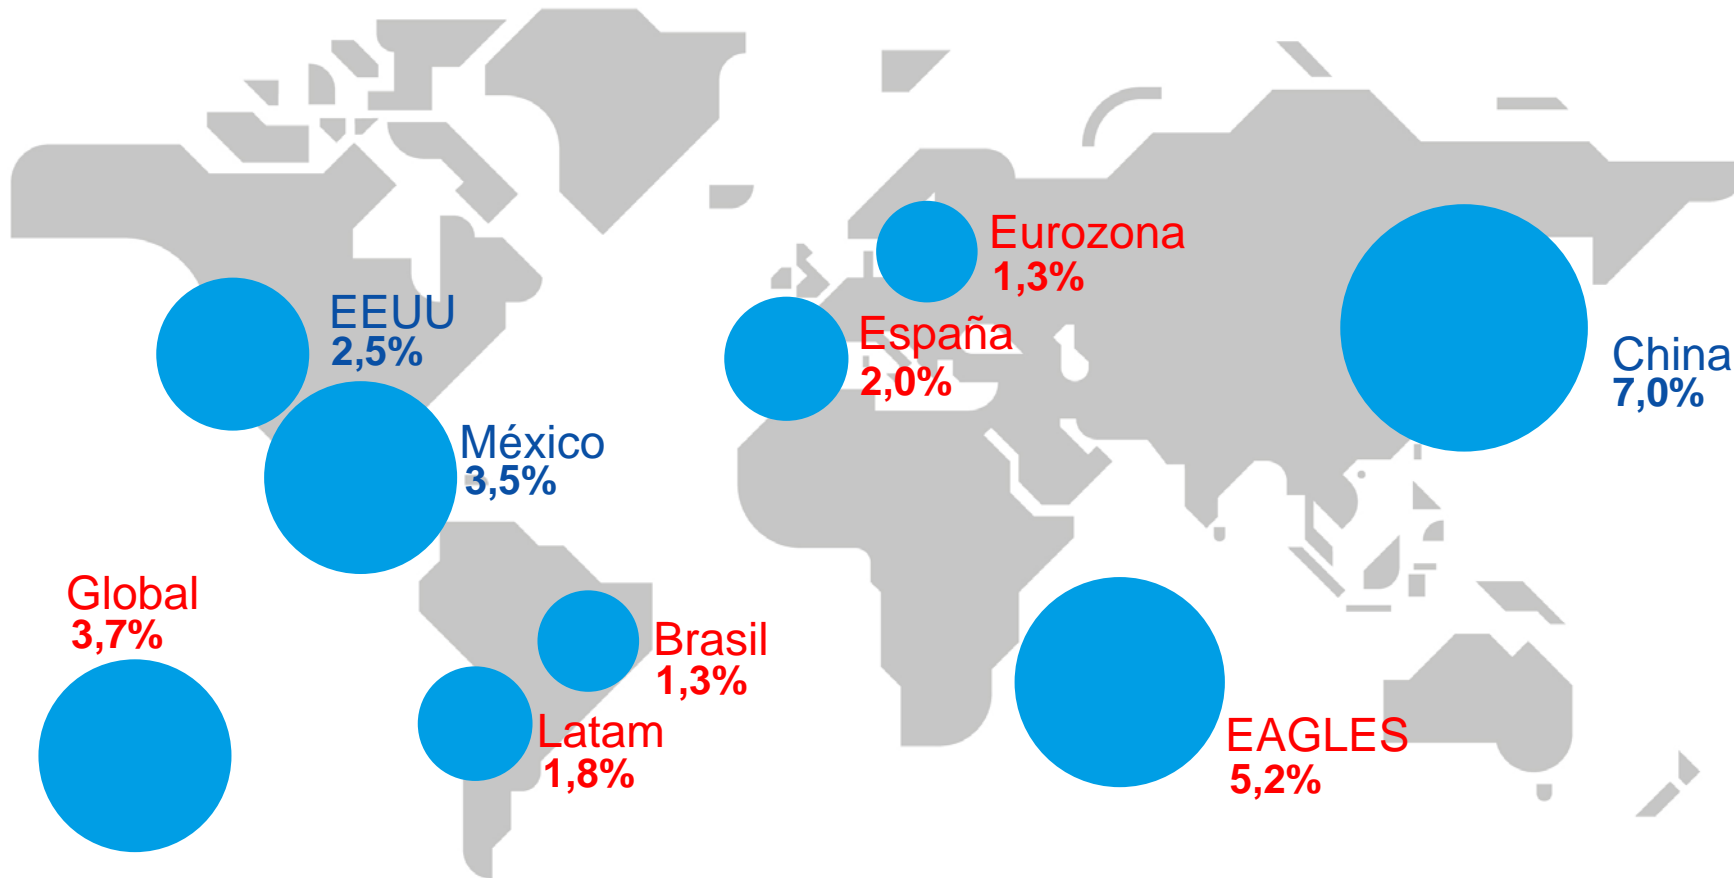 Eurozona
1,3%
EEUU
2,5%
España
2,0%
China
7,0%
México
3,5%
Global
3,7%
Brasil
1,3%
Latam
1,8%
EAGLES
5,2%